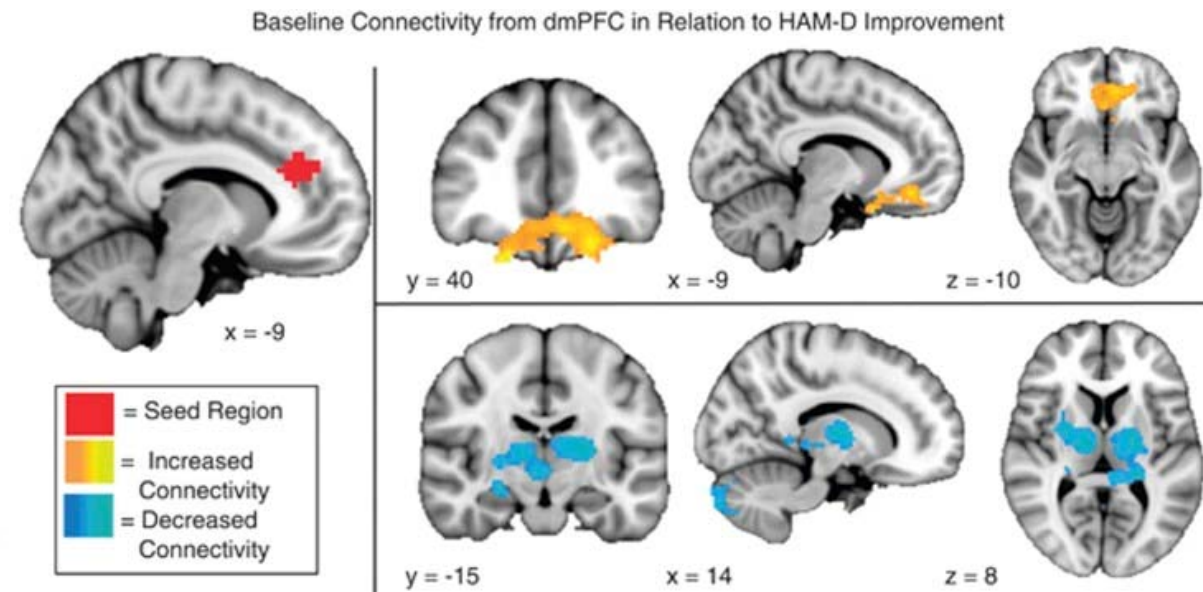 Baseline Connectivity from dmPFC in Relation to HAM-D Improvement
x = -9
= Seed Region
= Increased
Connectivity
= Decreased
Connectivity
y = 40
x = -9
z = -10
y = -15
x = 14
z = 8